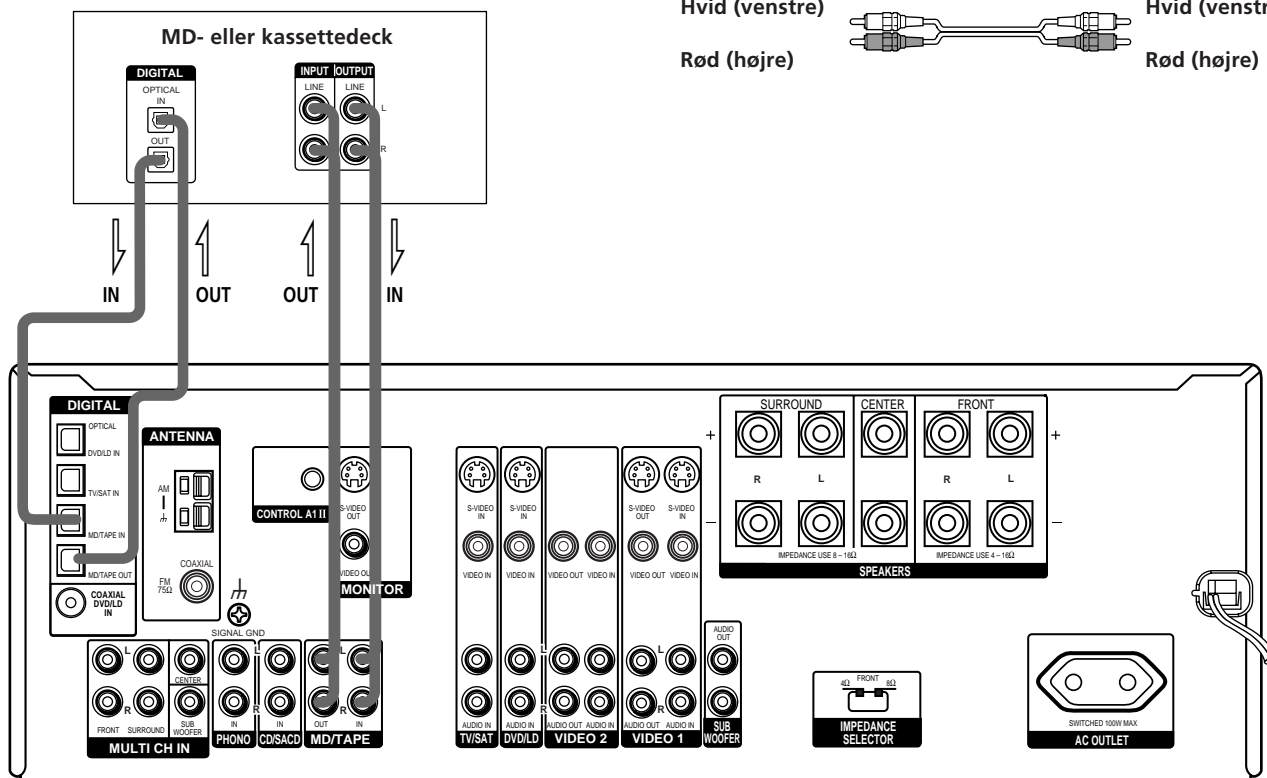 Hvid (venstre)
Rød (højre)
Hvid (venstr
Rød (højre)
MD- eller kassettedeck
DIGITAL
OPTICAL
IN
OUT
INPUT OUTPUT
LINE LINE
L
R
IN OUT OUT IN
DIGITAL
OPTICAL
DVD/LD IN
TV/SAT IN
MD/TAPE IN
MD/TAPE OUT
COAXIAL
DVD/LD
IN
ANTENNA
AM
COAXIAL
FM
75Ω
SIGNAL GND
CONTROL A1 II
S-VIDEO
OUT
VIDEO OUT
MONITOR
L
CENTER
R
FRONT SURROUND SUB
WOOFER
MULTI CH IN
L
R
IN IN
PHONO CD/SACD
L
R
OUT IN
MD/TAPE
S-VIDEO
IN
VIDEO IN
AUDIO IN
TV/SAT
S-VIDEO
IN
VIDEO IN
AUDIO IN
DVD/LD
VIDEO OUT VIDEO IN
L
R
AUDIO OUT AUDIO IN
VIDEO 2
S-VIDEO
OUT
S-VIDEO
IN
VIDEO OUT VIDEO IN
L
R
AUDIO OUT AUDIO IN
VIDEO 1
AUDIO
OUT
SUB
WOOFER
SURROUND CENTER FRONT
+ +
R L R L
– –
IMPEDANCE USE 8 – 16Ω IMPEDANCE USE 4 – 16Ω
SPEAKERS
FRONT
4Ω 8Ω
IMPEDANCE
SELECTOR
SWITCHED 100W MAX
AC OUTLET